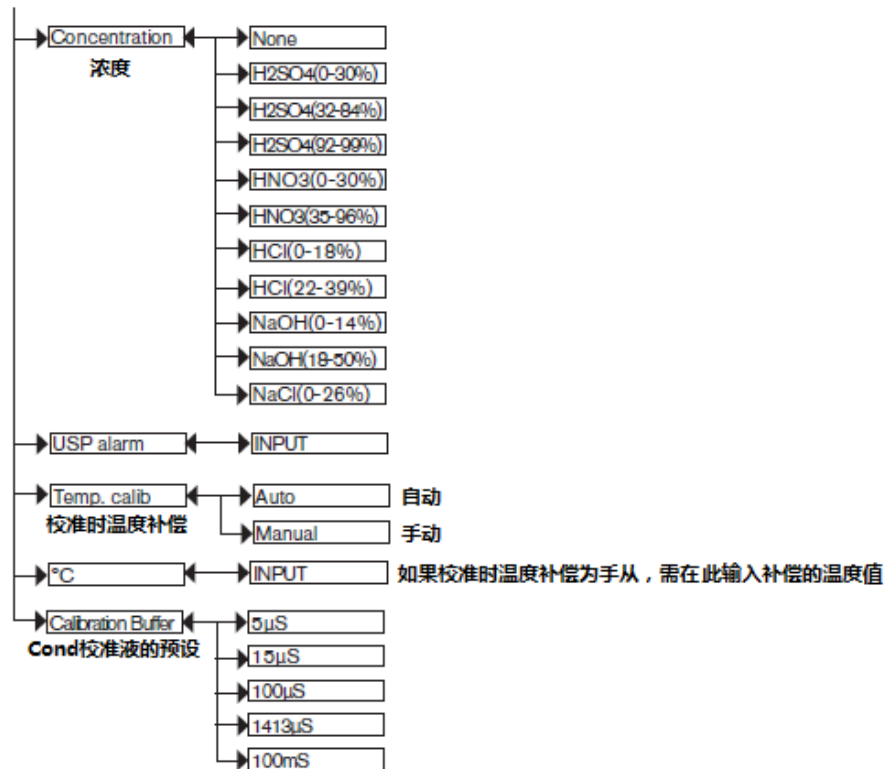 Concentration
浓度
None
H2SO4(0-30%)
H2SO4(32-84%)
H2SO4(92-99%)
HNO3(0-30%)
HNO3(35-96%)
HCl(0-18%)
HCl(22-39%)
NaOH(0-14%)
NaOH(18-50%)
NaCl(0-26%)
USP alarm
INPUT
Temp. calib
校准时温度补偿
Auto 自动
Manual 手动
°C
INPUT 如果校准时温度补偿为手从，需在此输入补偿的温度值
Calibration Buffer
Cond校准液的预设
5µS
15µS
100µS
1413µS
100mS